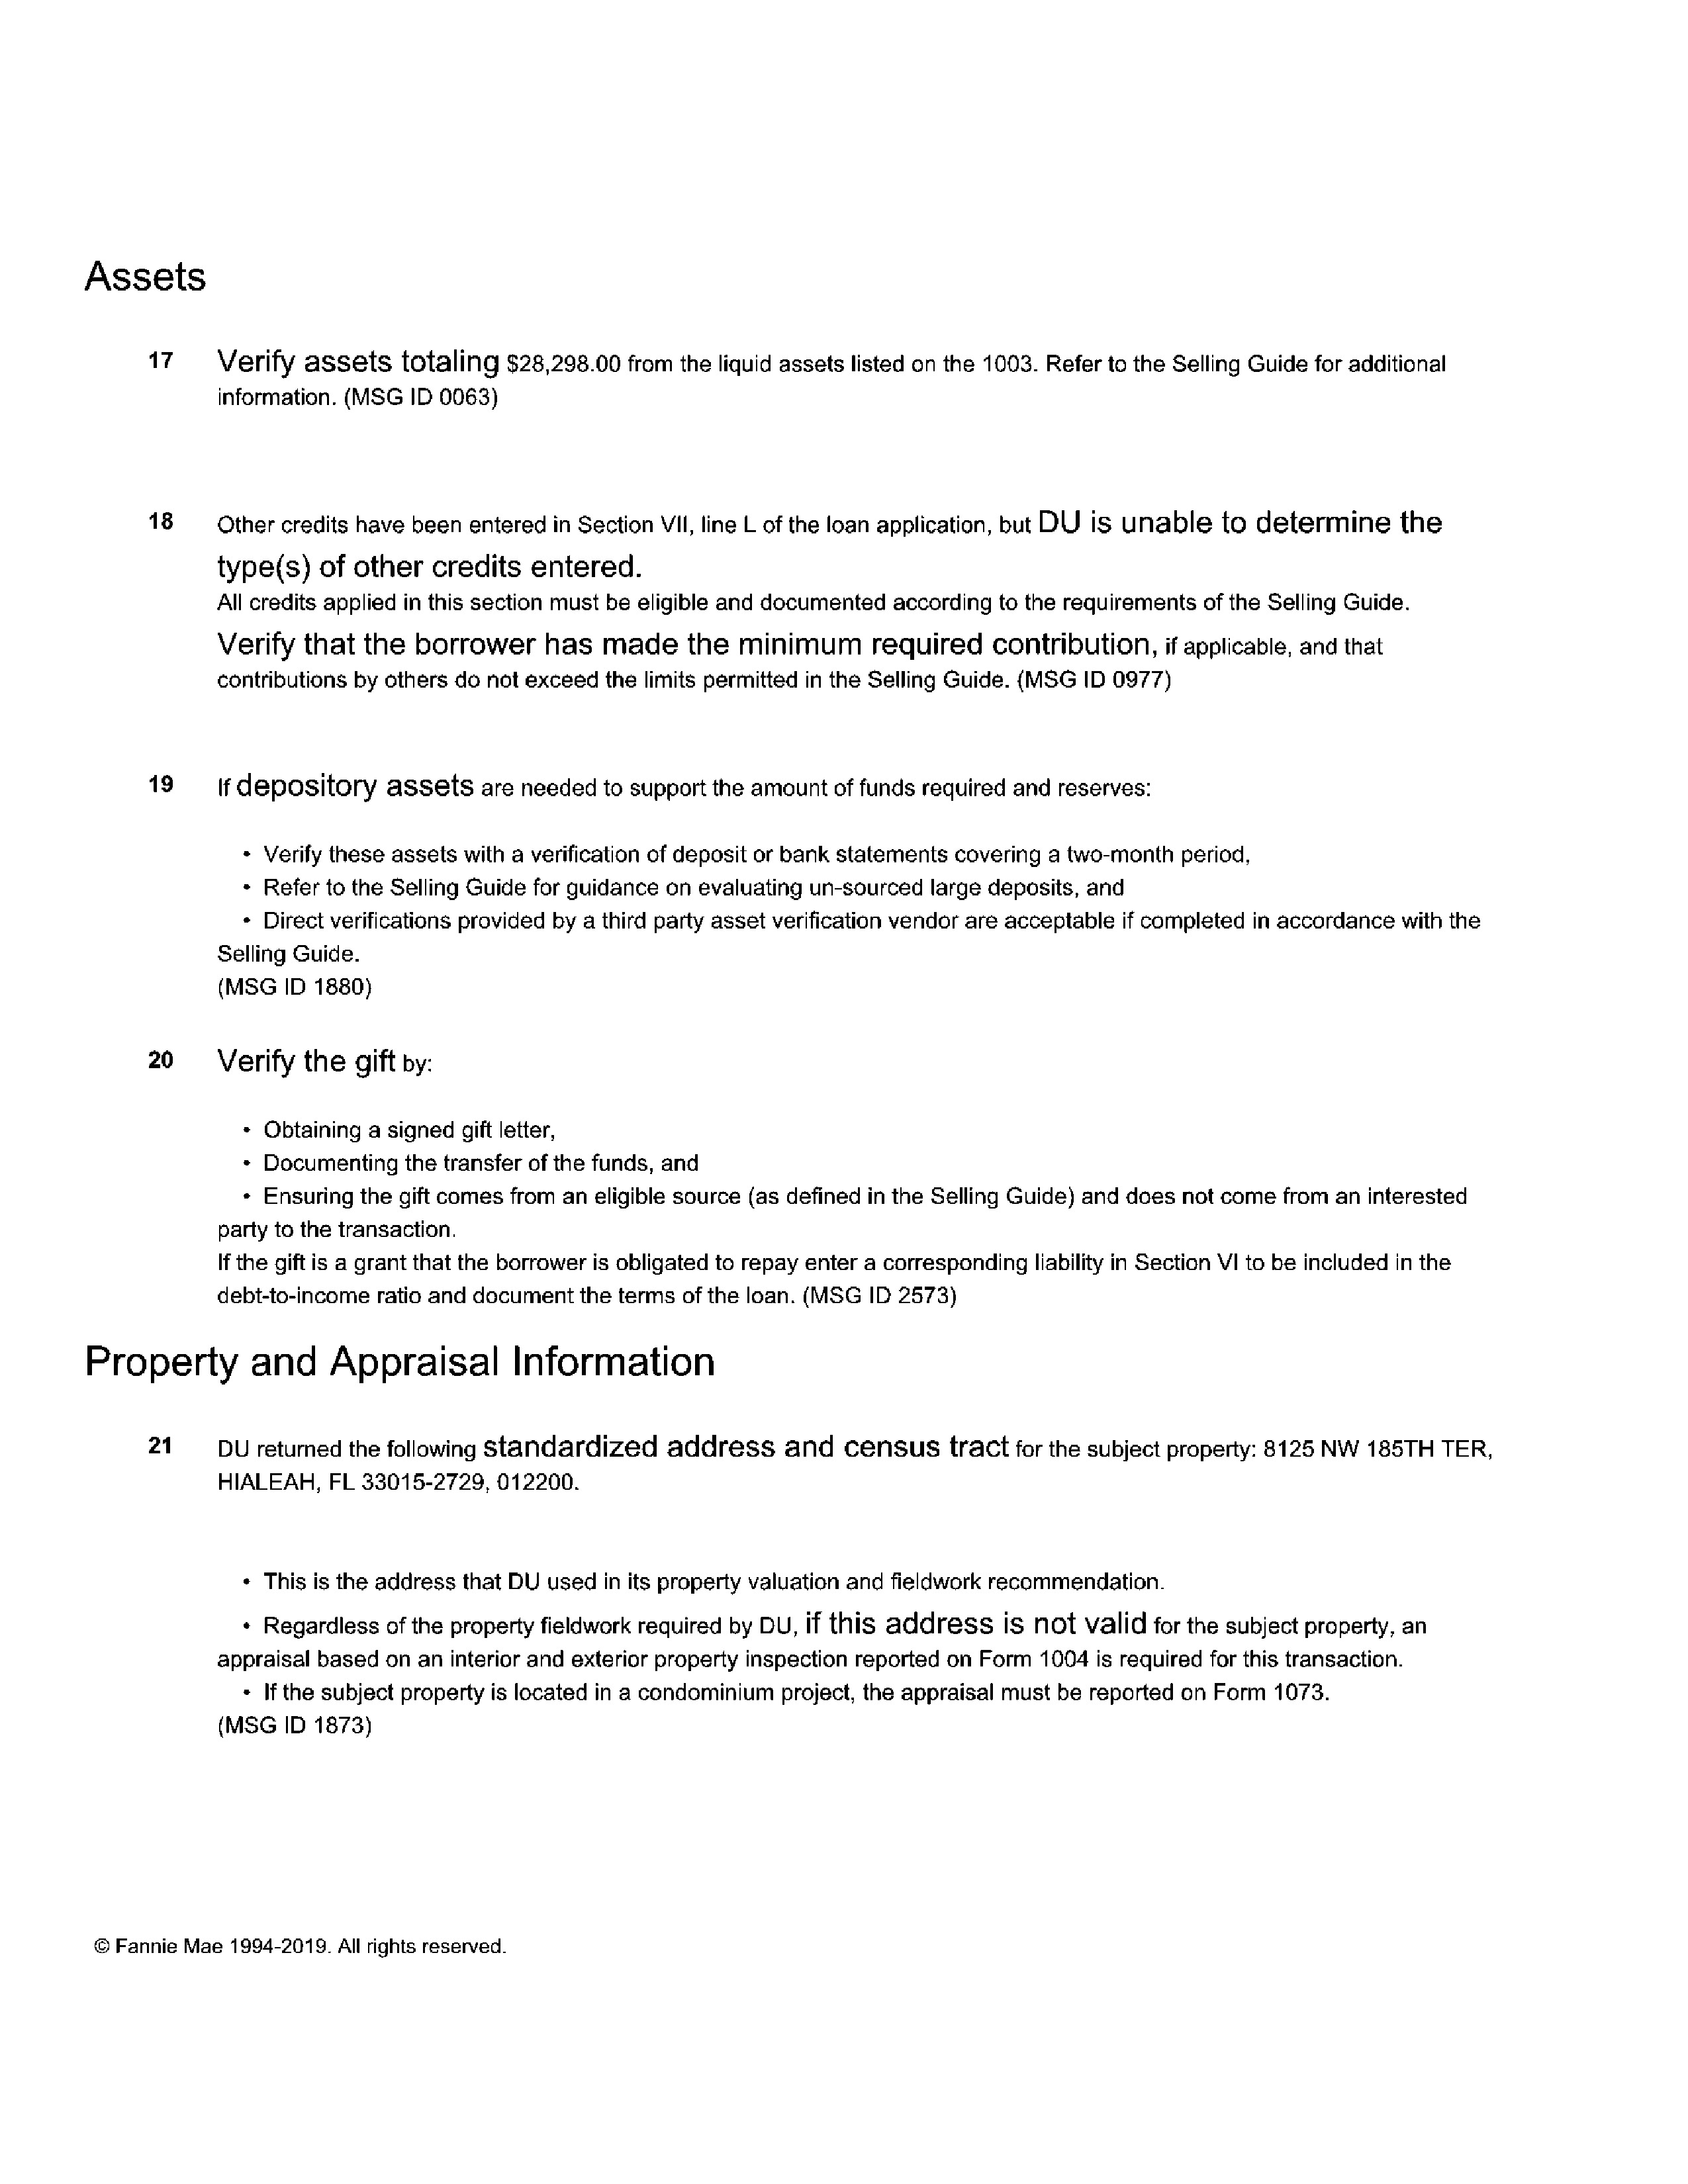 Assets
17 Verify assets totaling $28,298.00 from the liquid assets listed on the 1003. Refer to the Selling Guide for additional
information. (MSG ID 0063)
18 Other credits have been entered in Section VII, line L of the loan application, but DU is unable to determine the
type(s) of other credits entered.
All credits applied in this section must be eligible and documented according to the requirements of the Selling Guide.
Verify that the borrower has made the minimum required contribution, if applicable, and that
contributions by others do not exceed the limits permitted in the Selling Guide. (MSG ID 0977)
19 If depository assets are needed to support the amount of funds required and reserves:
• Verify these assets with a verification of deposit or bank statements covering a two-month period,
• Refer to the Selling Guide for guidance on evaluating un-sourced large deposits, and
• Direct verifications provided by a third party asset verification vendor are acceptable if completed in accordance with the
Selling Guide.
(MSG ID 1880)
20 Verify the gift by:
• Obtaining a signed gift letter,
• Documenting the transfer of the funds, and
• Ensuring the gift comes from an eligible source (as defined in the Selling Guide) and does not come from an interested
party to the transaction.
If the gift is a grant that the borrower is obligated to repay enter a corresponding liability in Section VI to be included in the
debt-to-income ratio and document the terms of the loan. (MSG ID 2573)
Property and Appraisal Information
21 DU returned the following standardized address and census tract for the subject property: 8125 NW 185TH TER,
HIALEAH, FL 33015-2729, 012200.
• This is the address that DU used in its property valuation and fieldwork recommendation.
• Regardless of the property fieldwork required by DU, if this address is not valid for the subject property, an
appraisal based on an interior and exterior property inspection reported on Form 1004 is required for this transaction.
• If the subject property is located in a condominium project, the appraisal must be reported on Form 1073.
(MSG ID 1873)
© Fannie Mae 1994-2019. All rights reserved.